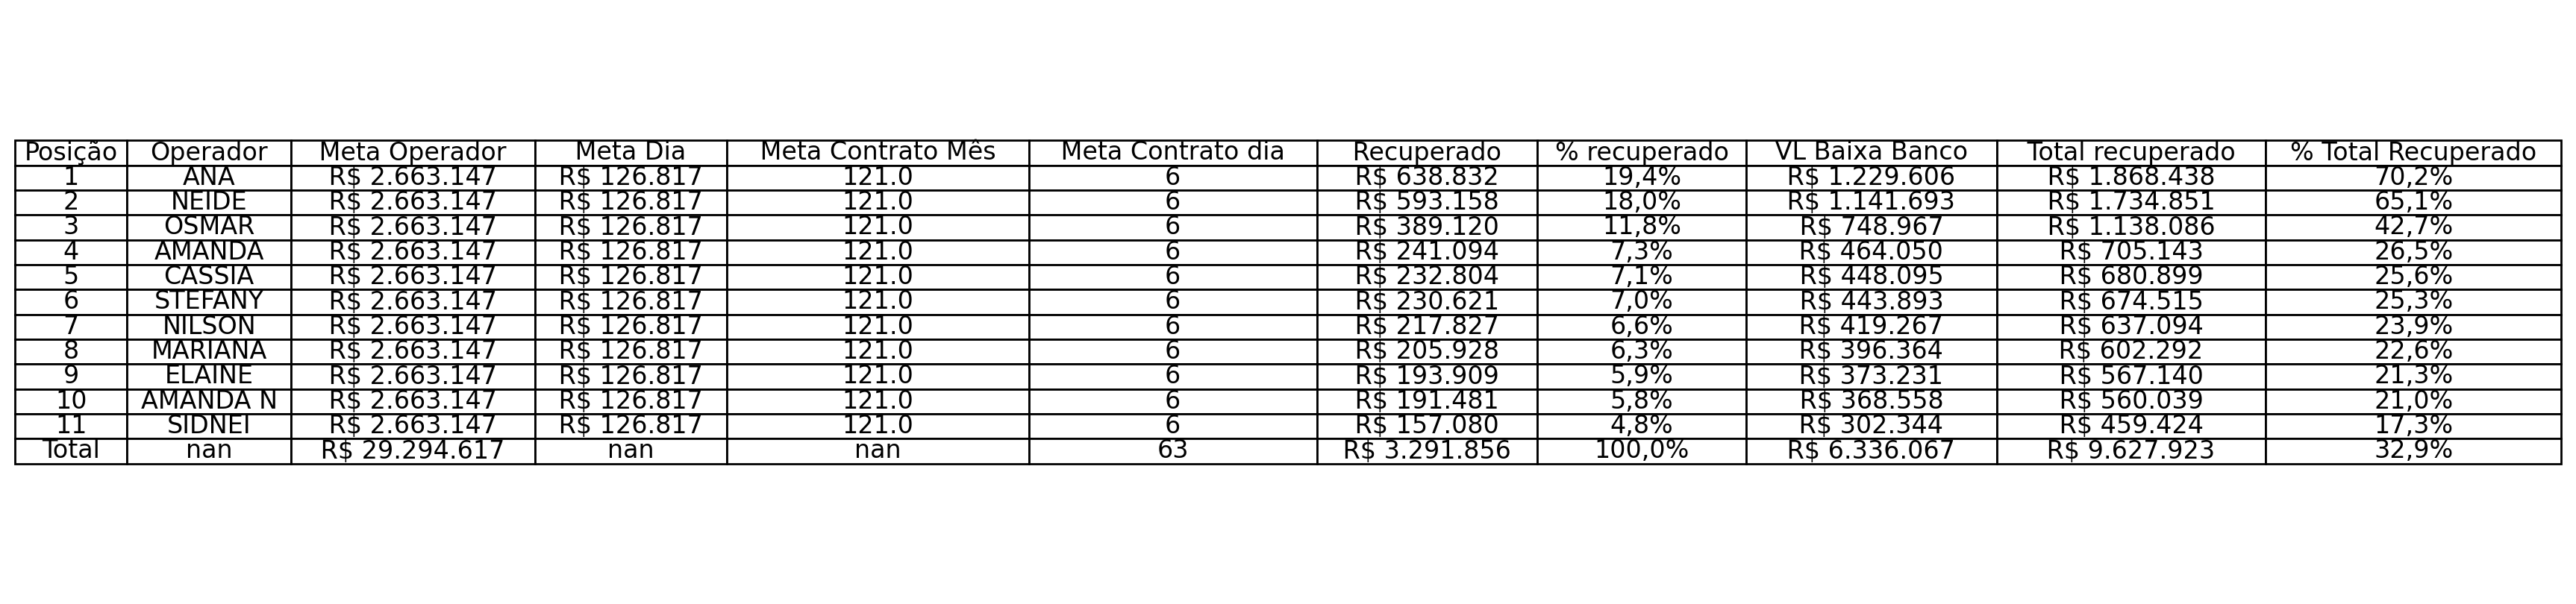 Posição Operador Meta Operador Meta Dia Meta Contrato Mês Meta Contrato dia Recuperado % recuperado VL Baixa Banco Total recuperado % Total Recuperado
1 ANA R$ 2.663.147 R$ 126.817 121.0 6 R$ 638.832 19,4% R$ 1.229.606 R$ 1.868.438 70,2%
2 NEIDE R$ 2.663.147 R$ 126.817 121.0 6 R$ 593.158 18,0% R$ 1.141.693 R$ 1.734.851 65,1%
3 OSMAR R$ 2.663.147 R$ 126.817 121.0 6 R$ 389.120 11,8% R$ 748.967 R$ 1.138.086 42,7%
4 AMANDA R$ 2.663.147 R$ 126.817 121.0 6 R$ 241.094 7,3% R$ 464.050 R$ 705.143 26,5%
5 CASSIA R$ 2.663.147 R$ 126.817 121.0 6 R$ 232.804 7,1% R$ 448.095 R$ 680.899 25,6%
6 STEFANY R$ 2.663.147 R$ 126.817 121.0 6 R$ 230.621 7,0% R$ 443.893 R$ 674.515 25,3%
7 NILSON R$ 2.663.147 R$ 126.817 121.0 6 R$ 217.827 6,6% R$ 419.267 R$ 637.094 23,9%
8 MARIANA R$ 2.663.147 R$ 126.817 121.0 6 R$ 205.928 6,3% R$ 396.364 R$ 602.292 22,6%
9 ELAINE R$ 2.663.147 R$ 126.817 121.0 6 R$ 193.909 5,9% R$ 373.231 R$ 567.140 21,3%
10 AMANDA N R$ 2.663.147 R$ 126.817 121.0 6 R$ 191.481 5,8% R$ 368.558 R$ 560.039 21,0%
11 SIDNEI R$ 2.663.147 R$ 126.817 121.0 6 R$ 157.080 4,8% R$ 302.344 R$ 459.424 17,3%
Total nan R$ 29.294.617 nan nan 63 R$ 3.291.856 100,0% R$ 6.336.067 R$ 9.627.923 32,9%